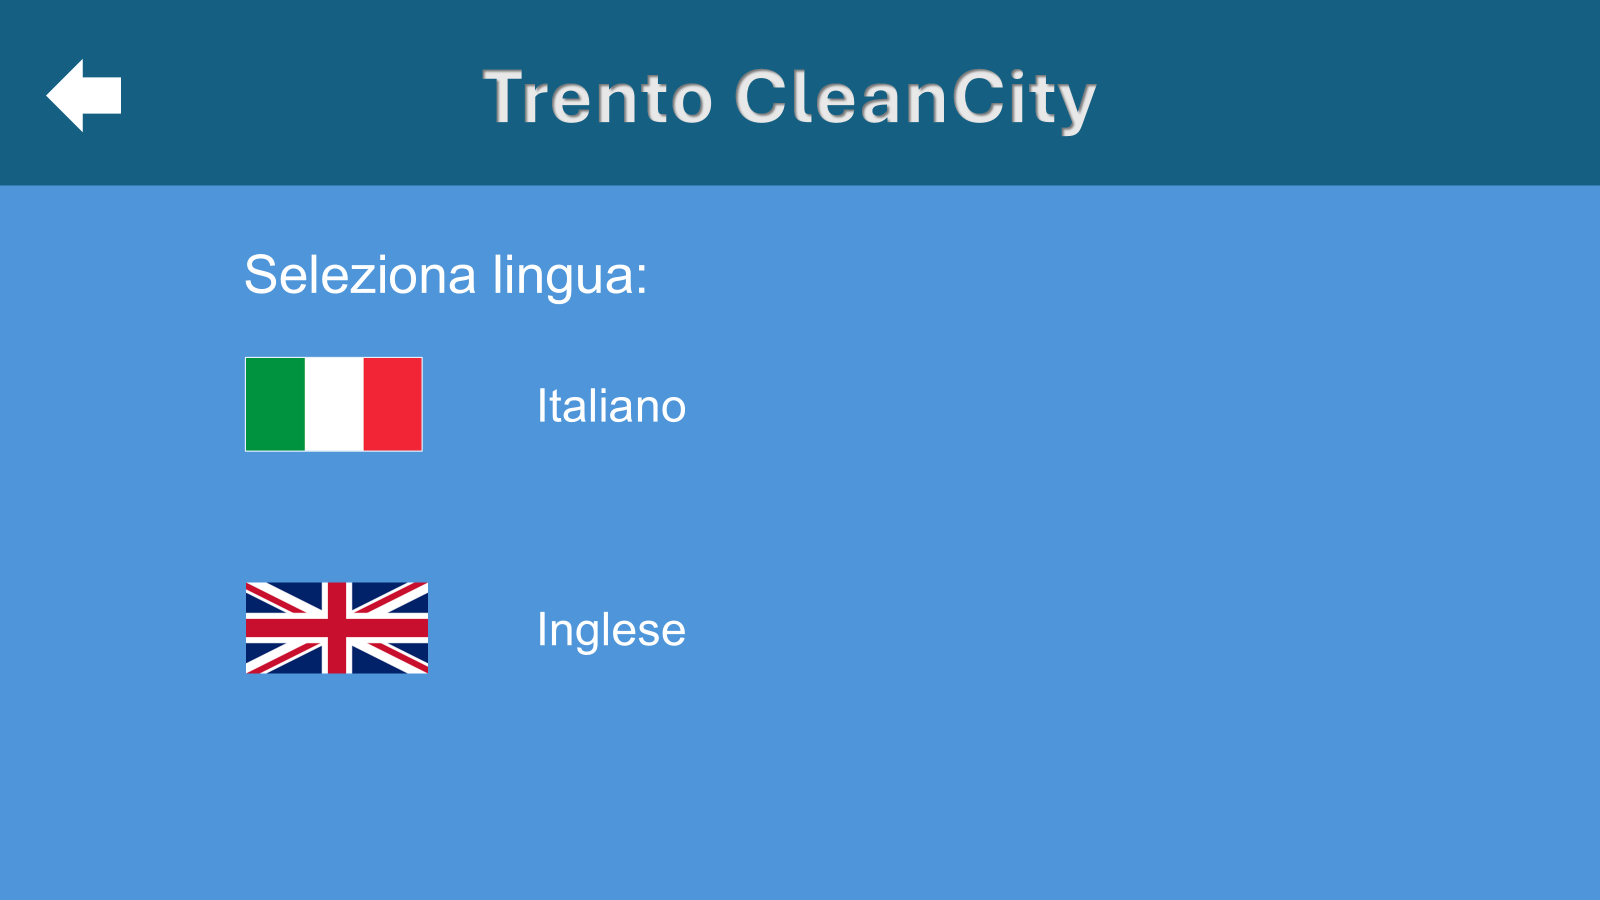 Trento CleanCity
Seleziona lingua:
Italiano
Inglese